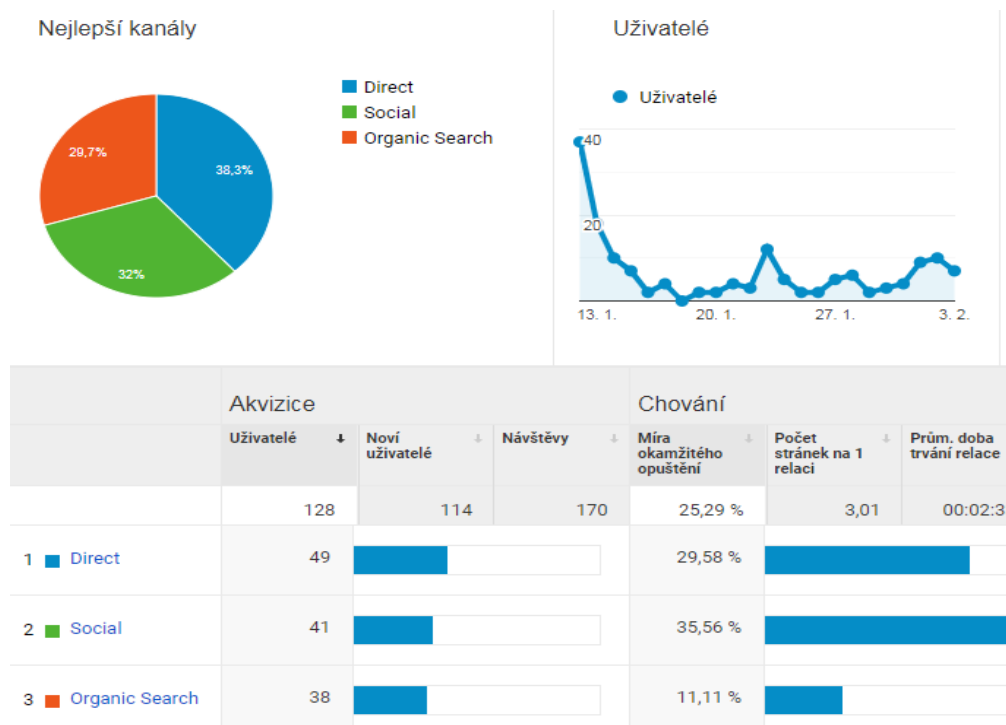 Nejlepší kanály
Direct
Social
Organic Search
29,7%
38,3%
32%
Uživatelé
Uživatelé
40
20
13. 1.
20. 1.
27. 1.
3. 2.
Akvizice
Chování
Uživatelé
Noví uživatelé
Návštěvy
Míra okamžitého opuštění
Počet stránek na 1 relaci
Prům. doba trvání relace
128
114
170
25,29 %
3,01
00:02:3
1 Direct
49
29,58 %
2 Social
41
35,56 %
3 Organic Search
38
11,11 %